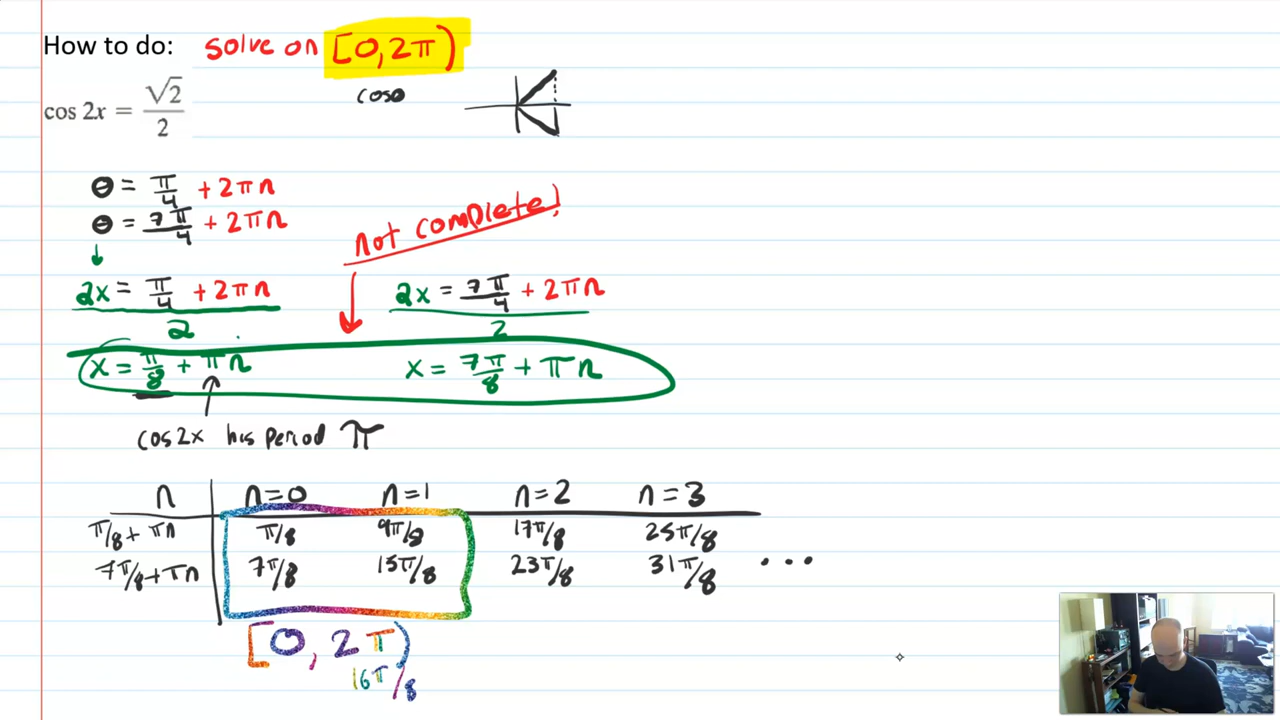 How to do: solve on [0, 2π)
cos 2x = √2/2
cosθ
θ = π/4 + 2πn
θ = 7π/4 + 2πn
not complete!
2x = π/4 + 2πn
2
2x = 7π/4 + 2πn
2
x = π/8 + πn
x = 7π/8 + πn
cos2x has period π
n n=0 n=1 n=2 n=3
π/8 + πn π/8 9π/8 17π/8 25π/8
7π/8 + πn 7π/8 15π/8 23π/8 31π/8 ...
[0, 2π)
16π/8